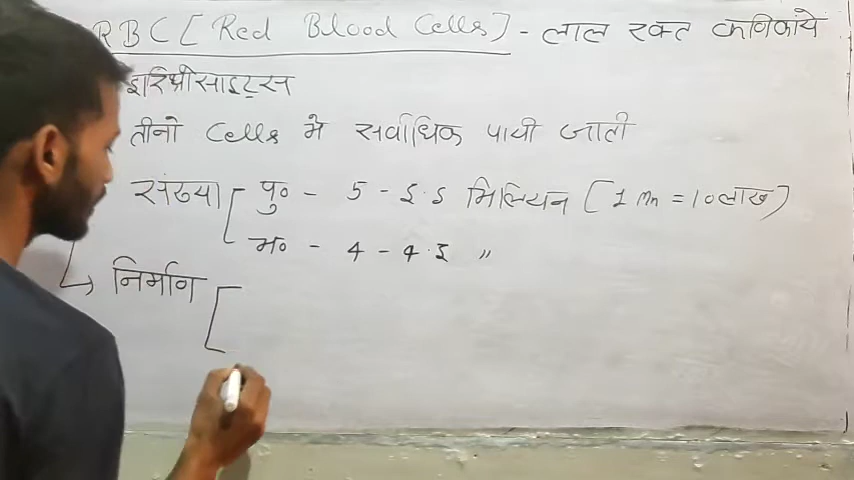 RBC [Red Blood Cells] - लाल रक्त कणिकायें
इरिथ्रीसाइट्स
तीनो Cells मे सर्वाधिक पायी जाती
संख्या [ पु० - 5 - 5.5 मिलियन [1 Mn = 10 लाख]
म० - 4 - 4.5 "
↳ निर्माण [